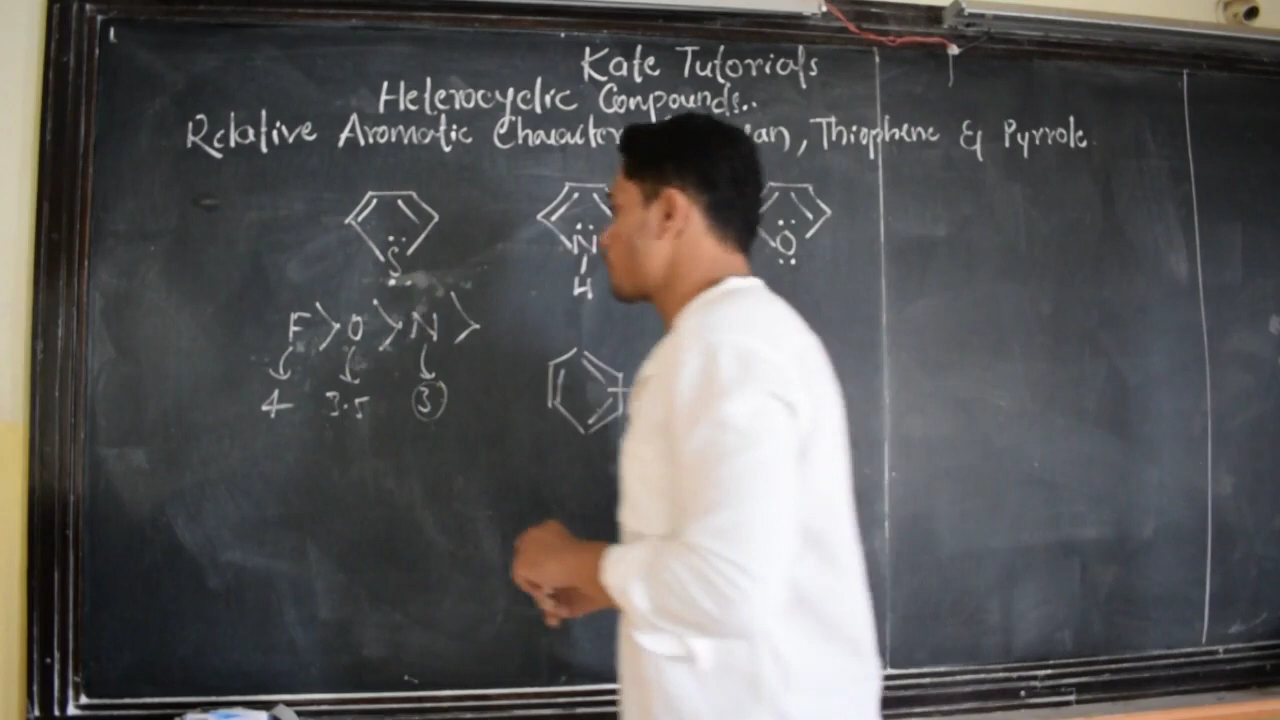 Kate Tutorials
Heterocyclic Compounds..
Relative Aromatic Character , Thiophene & Pyrrole.
S N O
H
F > O > N >
4 3.5 3